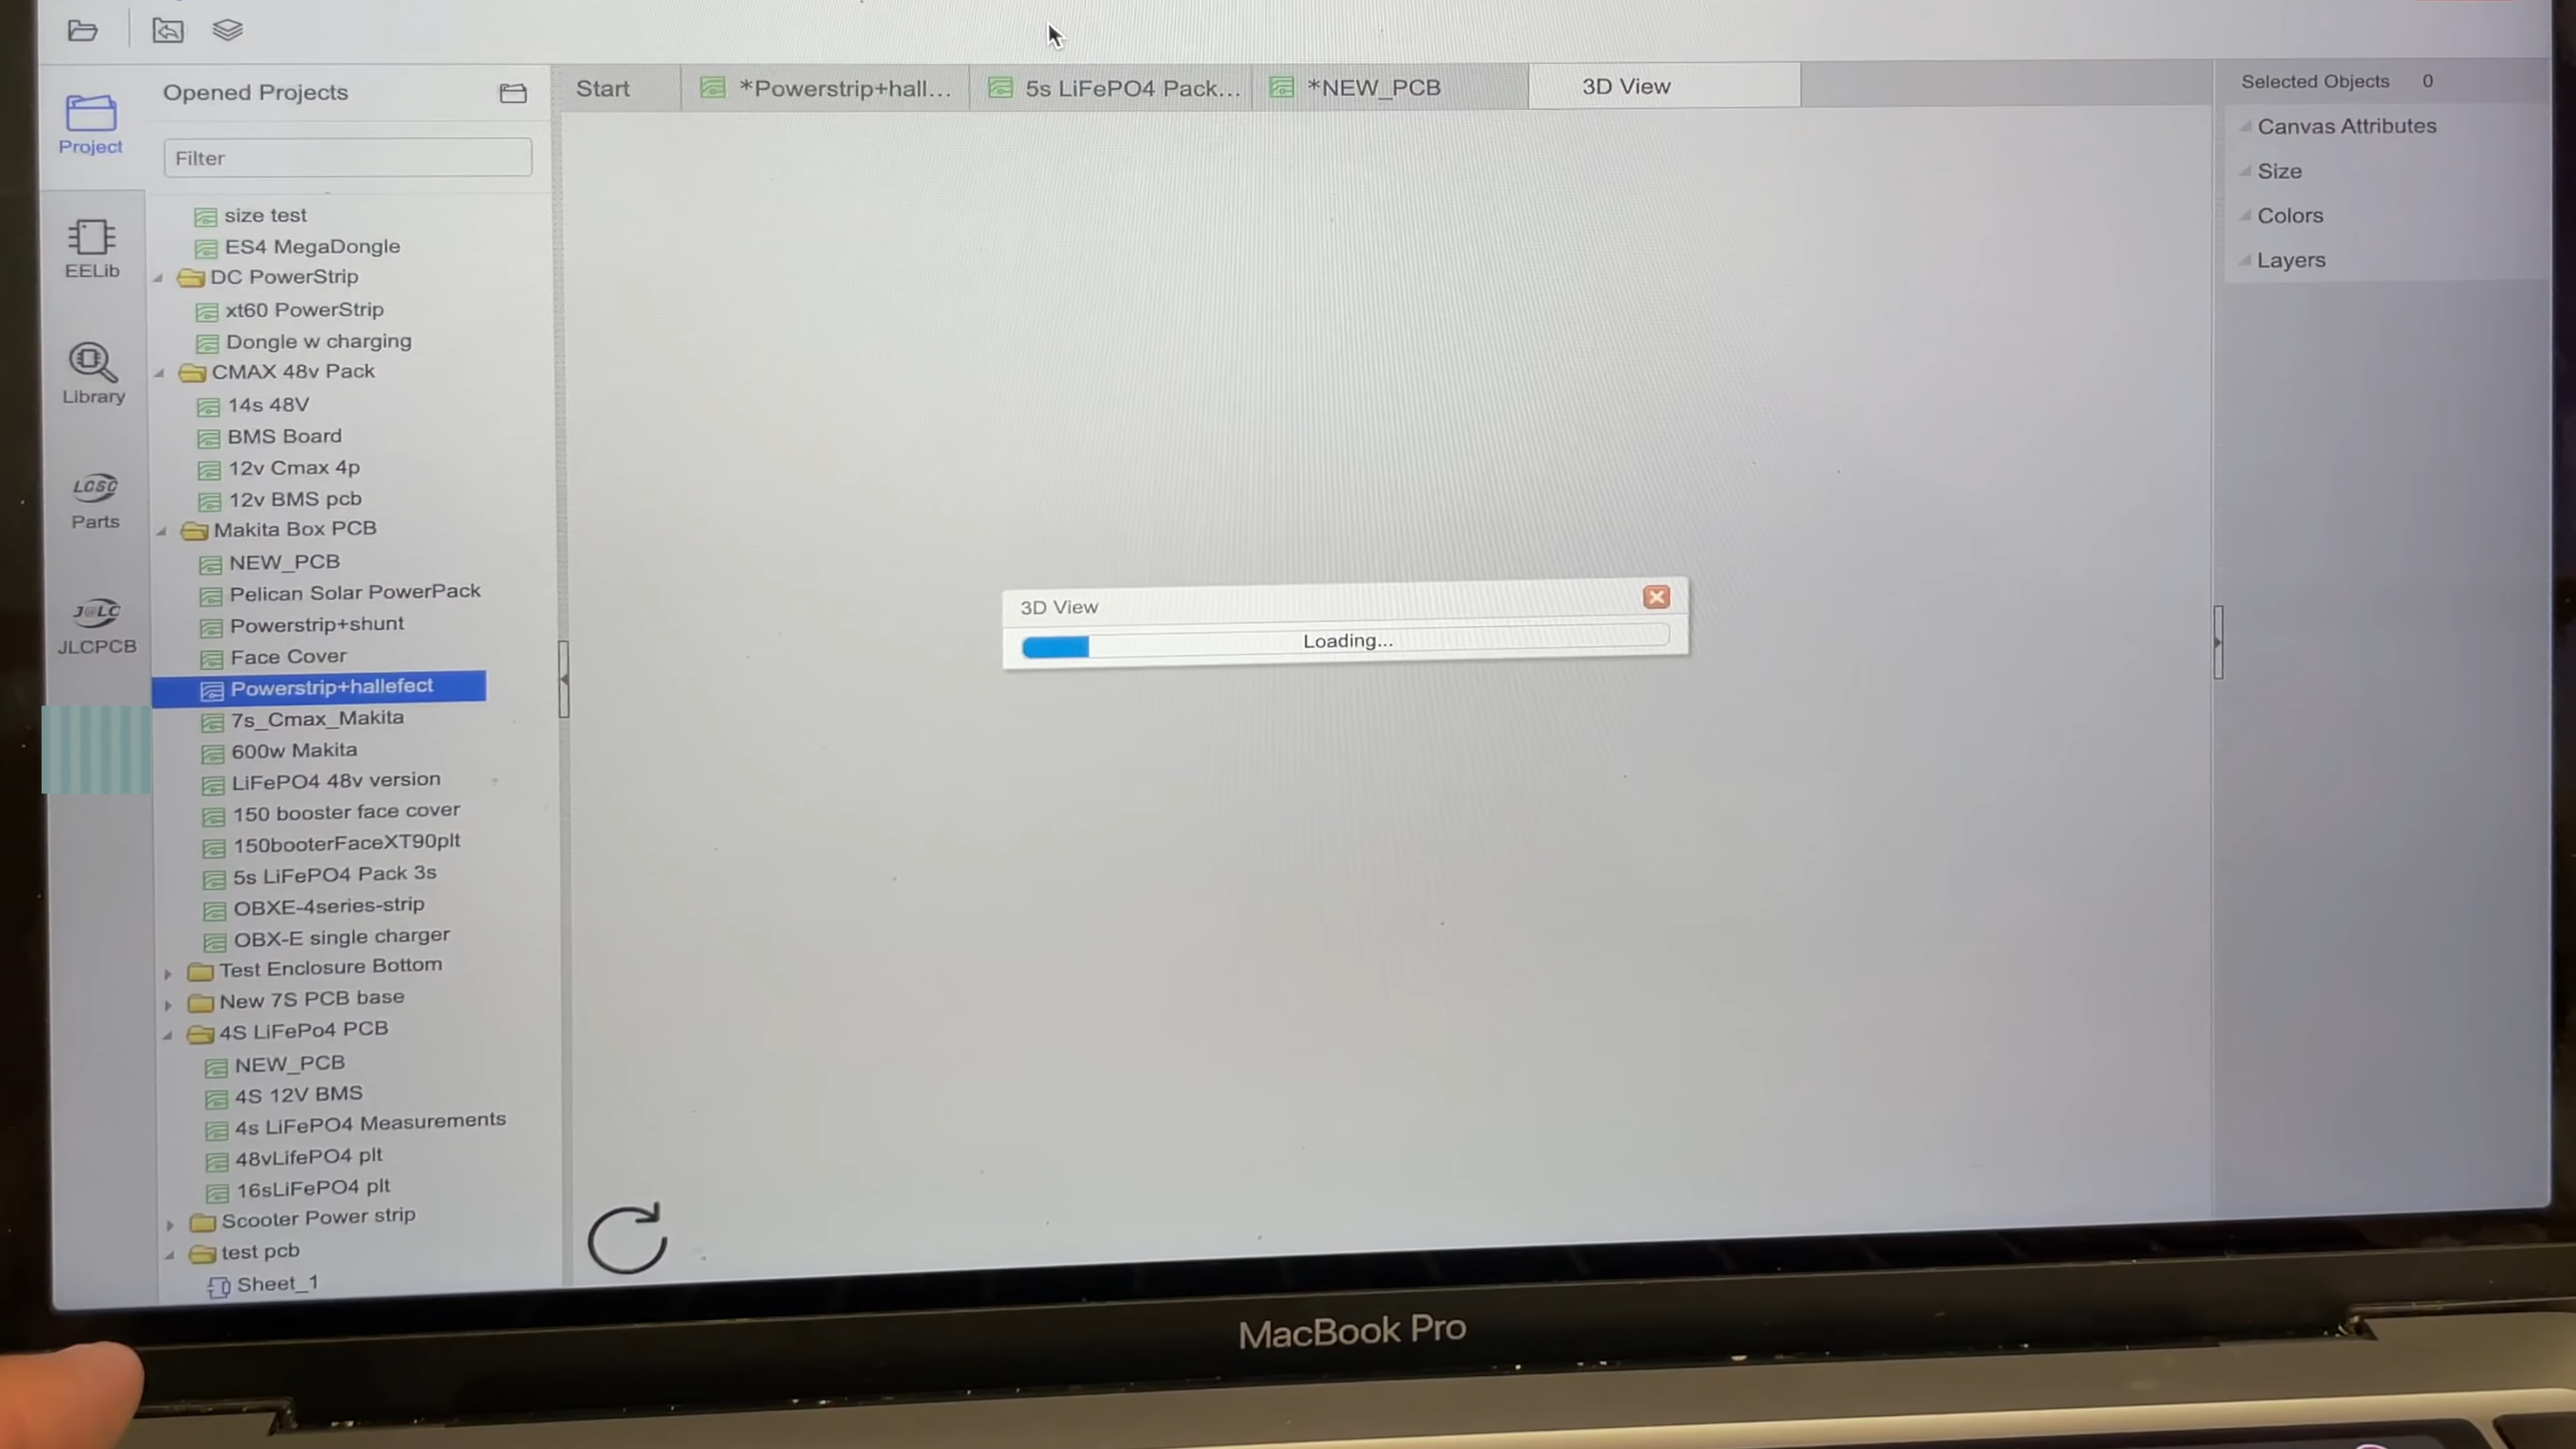 Opened Projects
Start
*Powerstrip+hall...
5s LiFePO4 Pack...
*NEW_PCB
3D View
Selected Objects 0
Project
Filter
Canvas Attributes
Size
Colors
Layers
EELib
Library
LCSC
Parts
J@LC
JLCPCB
size test
ES4 MegaDongle
DC PowerStrip
xt60 PowerStrip
Dongle w charging
CMAX 48v Pack
14s 48V
BMS Board
12v Cmax 4p
12v BMS pcb
Makita Box PCB
NEW_PCB
Pelican Solar PowerPack
Powerstrip+shunt
Face Cover
Powerstrip+hallefect
7s_Cmax_Makita
600w Makita
LiFePO4 48v version
150 booster face cover
150booterFaceXT90plt
5s LiFePO4 Pack 3s
OBXE-4series-strip
OBX-E single charger
Test Enclosure Bottom
New 7S PCB base
4S LiFePo4 PCB
NEW_PCB
4S 12V BMS
4s LiFePO4 Measurements
48vLifePO4 plt
16sLiFePO4 plt
Scooter Power strip
test pcb
Sheet_1
3D View
Loading...
MacBook Pro